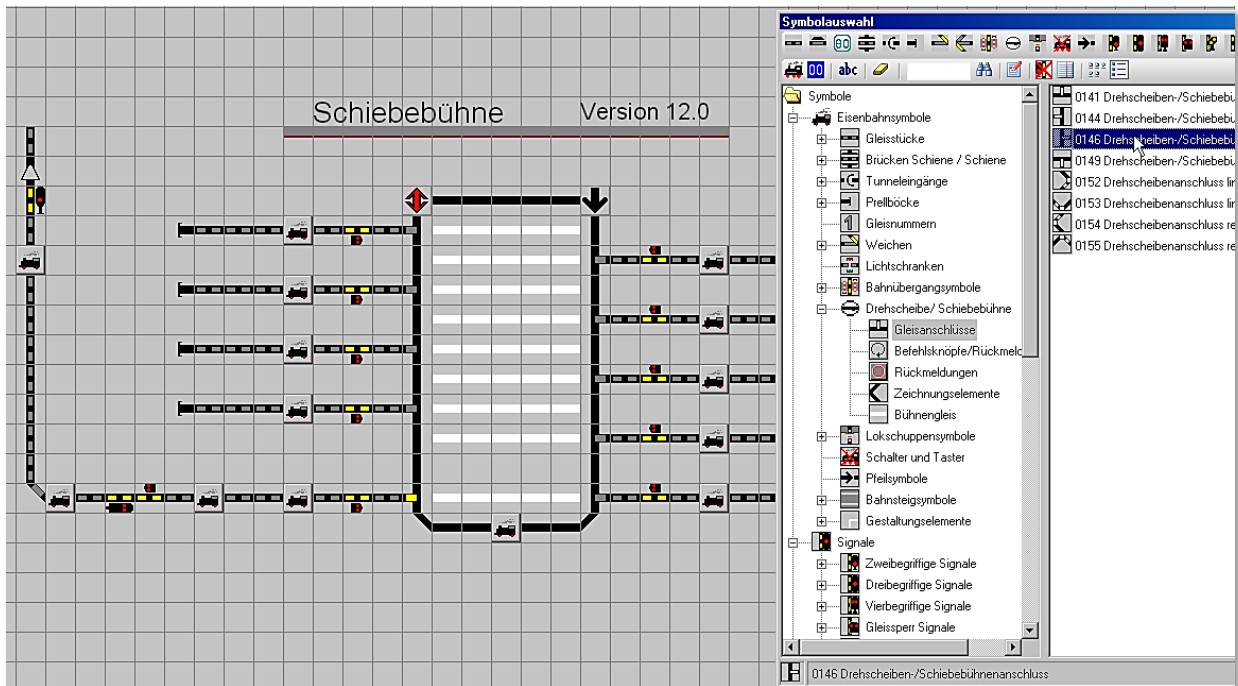 Symbolauswahl
abc
Schiebebühne Version 12.0
Symbole
Eisenbahnsymbole
Gleisstücke
Brücken Schiene / Schiene
Tunneleingänge
Prellböcke
Gleisnummern
Weichen
Lichtschranken
Bahnübergangsymbole
Drehscheibe/ Schiebebühne
Gleisanschlüsse
Befehlsknöpfe/Rückmelc
Rückmeldungen
Zeichnungselemente
Bühnengleis
Lokschuppensymbole
Schalter und Taster
Pfeilsymbole
Bahnsteigsymbole
Gestaltungselemente
Signale
Zweibegriffige Signale
Dreibegriffige Signale
Vierbegriffige Signale
Gleissperr Signale
0141 Drehscheiben-/Schiebebü
0144 Drehscheiben-/Schiebebü
0146 Drehscheiben-/Schiebebü
0149 Drehscheiben-/Schiebebü
0152 Drehscheibenanschluss lir
0153 Drehscheibenanschluss lir
0154 Drehscheibenanschluss re
0155 Drehscheibenanschluss re
0146 Drehscheiben-/Schiebebühnenanschluss